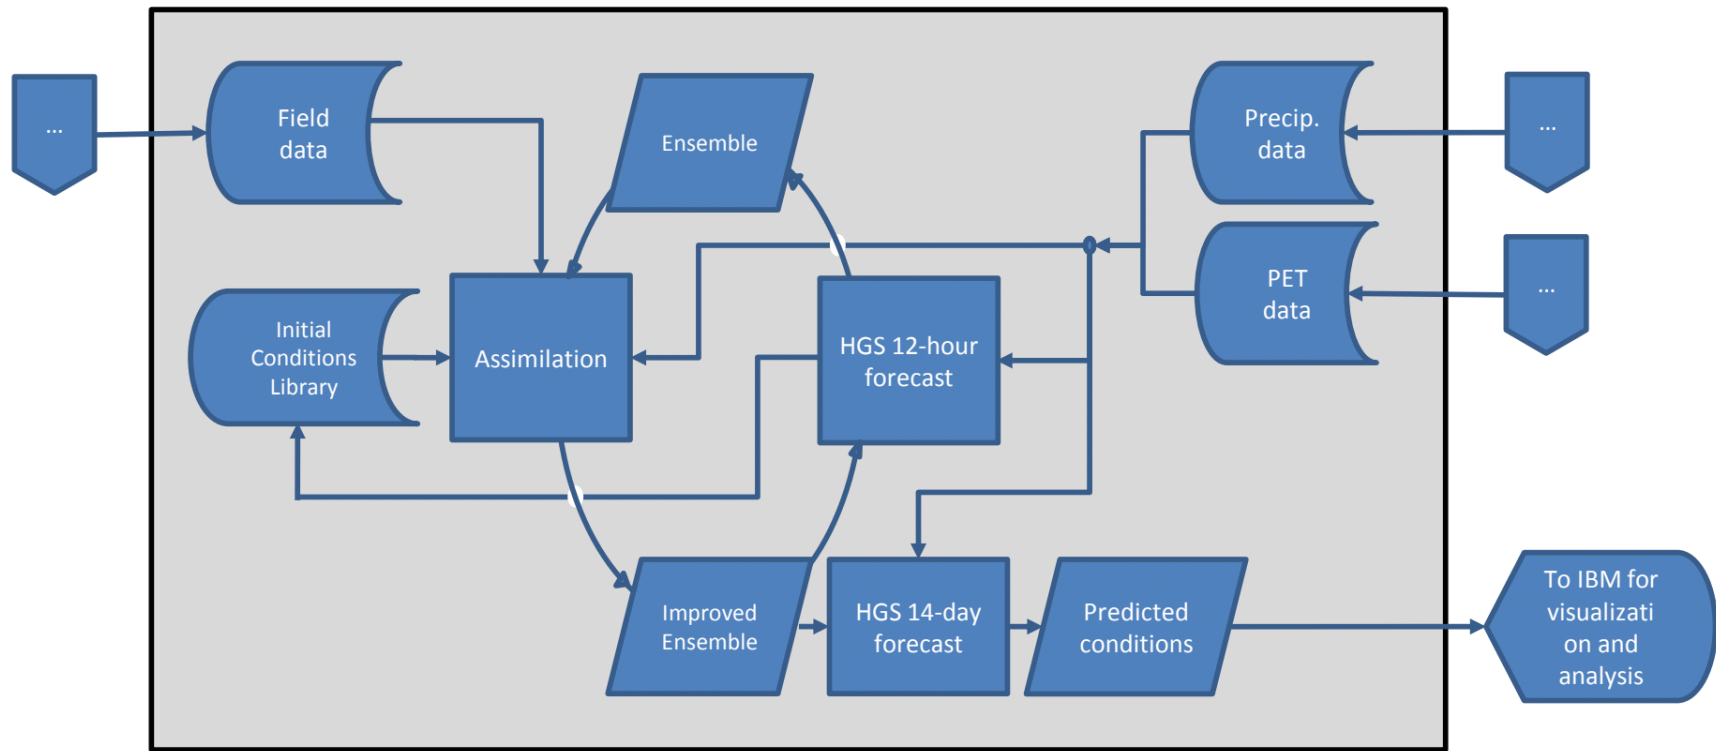 ...
Field
data
Ensemble
Precip.
data
...
PET
data
...
Initial
Conditions
Library
Assimilation
HGS 12-hour
forecast
Improved
Ensemble
HGS 14-day
forecast
Predicted
conditions
To IBM for
visualizati
on and
analysis